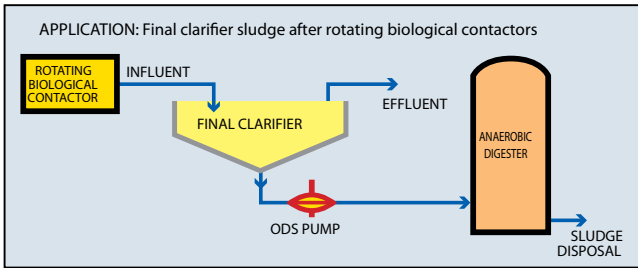 APPLICATION: Final clarifier sludge after rotating biological contactors
ROTATING
BIOLOGICAL
CONTACTOR
INFLUENT
EFFLUENT
FINAL CLARIFIER
ANAEROBIC
DIGESTER
ODS PUMP
SLUDGE
DISPOSAL